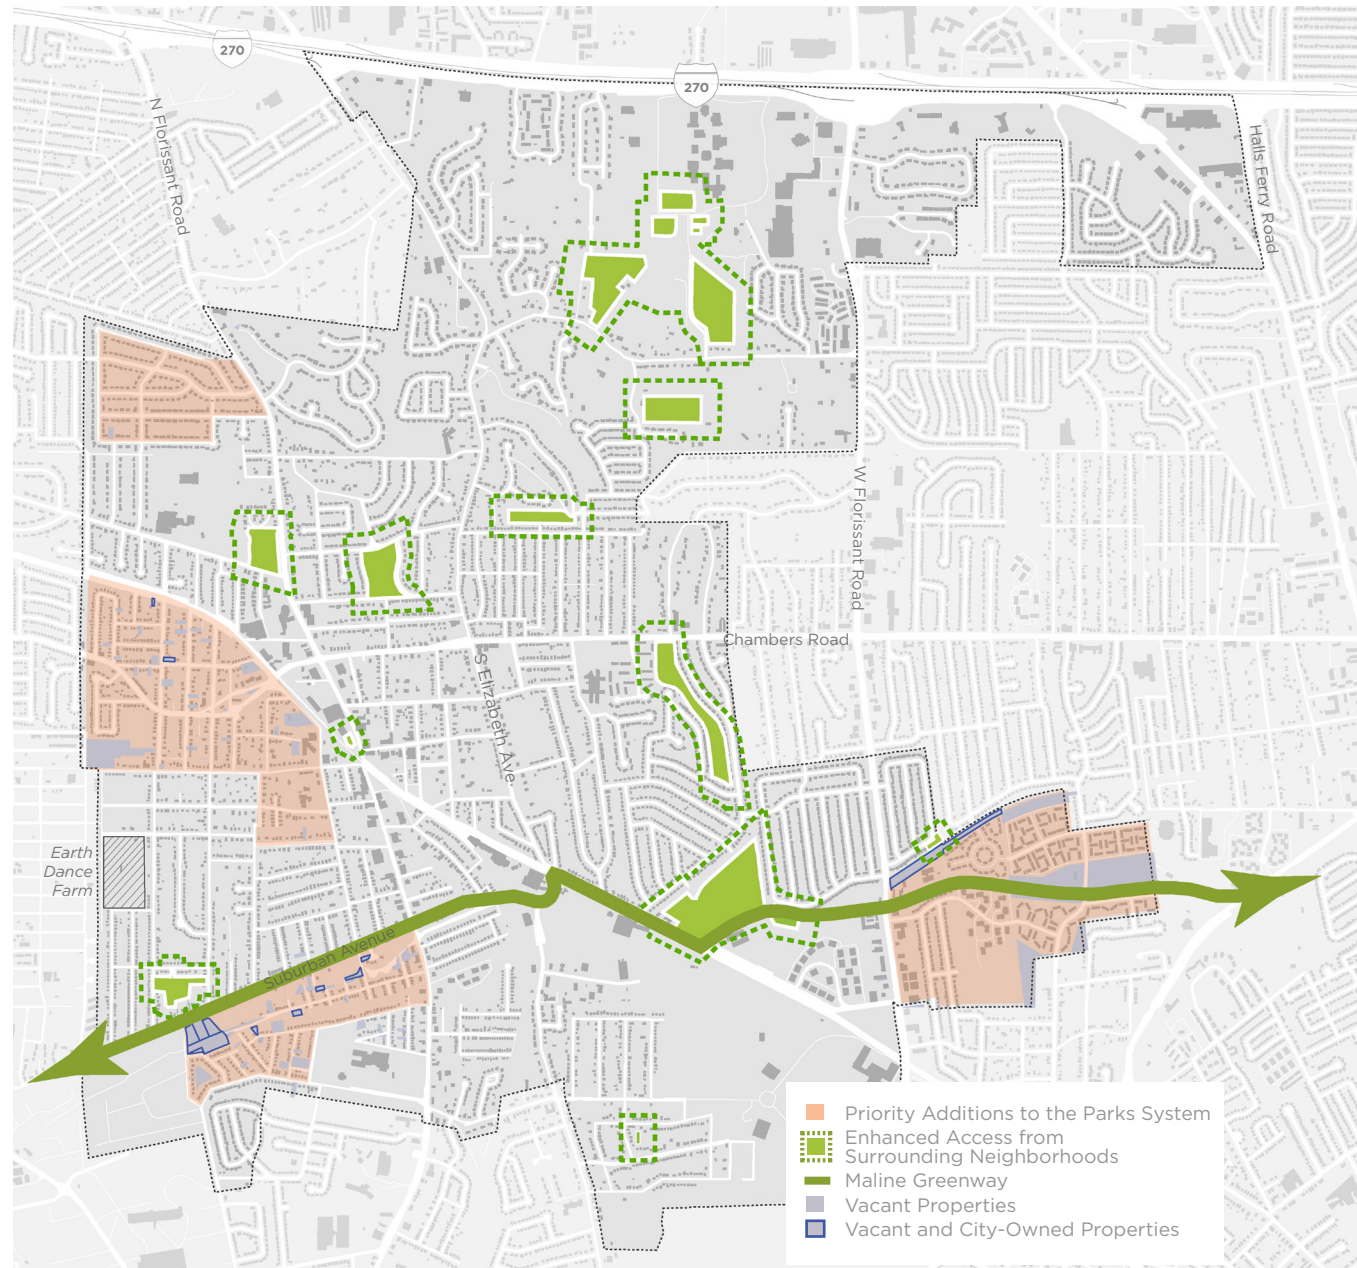 270
270
N Florissant Road
Halls Ferry Road
W Florissant Road
Chambers Road
S Elizabeth Ave
Earth
Dance
Farm
Suburban Avenue
Priority Additions to the Parks System
Enhanced Access from
Surrounding Neighborhoods
Maline Greenway
Vacant Properties
Vacant and City-Owned Properties